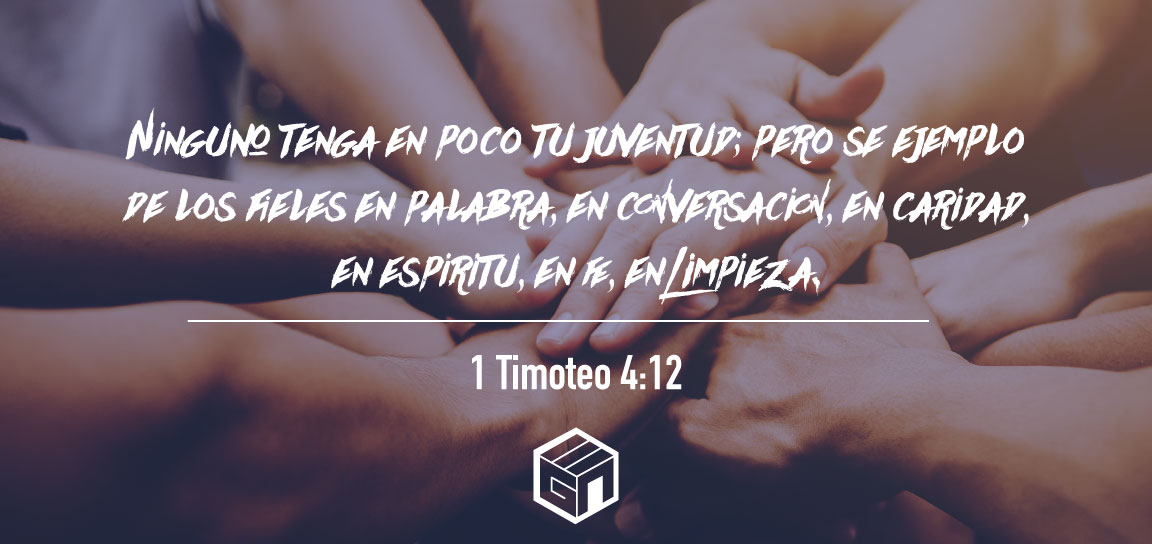 Ninguno tenga en poco tu juventud; pero se ejemplo
de los fieles en palabra, en conversacion, en caridad,
en espiritu, en fe, en Limpieza.
1 Timoteo 4:12
GN